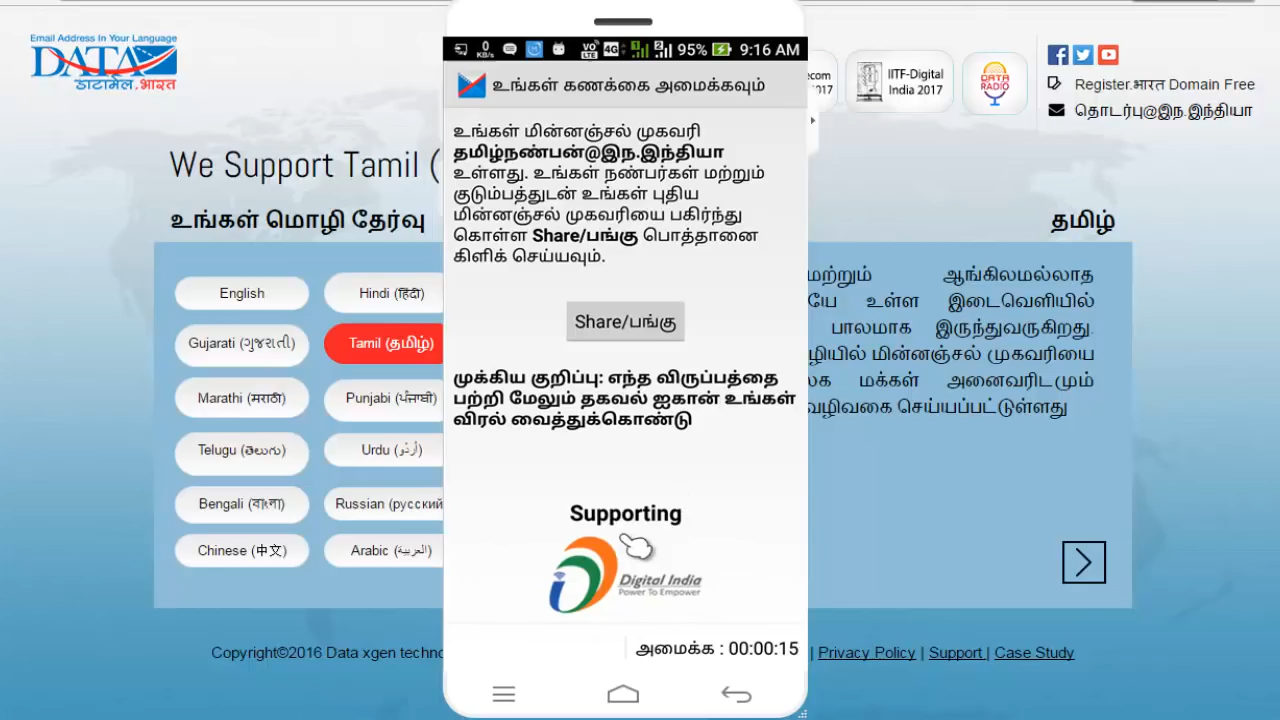 Email Address In Your Language
DATA
डाटामेल.भारत
We Support Tamil (
உங்கள் மொழி தேர்வு
தமிழ்
English
Hindi (हिंदी)
Gujarati (ગુજરાતી)
Tamil (தமிழ்)
Marathi (मराठी)
Punjabi (ਪੰਜਾਬੀ)
Telugu (తెలుగు)
Urdu (اُردُو)
Bengali (বাংলা)
Russian (русский
Chinese (中文)
Arabic (العربية)
0
KB/s
VO
LTE
4G
1
2
95%
9:16 AM
உங்கள் கணக்கை அமைக்கவும்
உங்கள் மின்னஞ்சல் முகவரி
தமிழ்நண்பன்@இந.இந்தியா
உள்ளது. உங்கள் நண்பர்கள் மற்றும்
குடும்பத்துடன் உங்கள் புதிய
மின்னஞ்சல் முகவரியை பகிர்ந்து
கொள்ள Share/பங்கு பொத்தானை
கிளிக் செய்யவும்.
Share/பங்கு
முக்கிய குறிப்பு: எந்த விருப்பத்தை
பற்றி மேலும் தகவல் ஐகான் உங்கள்
விரல் வைத்துக்கொண்டு
Supporting
Digital India
Power To Empower
அமைக்க : 00:00:15
ecom
2017
IITF-Digital
India 2017
DATA
RADIO
Register.भारत Domain Free
தொடர்பு@இந.இந்தியா
மற்றும் ஆங்கிலமல்லாத
யே உள்ள இடைவெளியில்
பாலமாக இருந்துவருகிறது.
ழியில் மின்னஞ்சல் முகவரியை
மக்கள் அனைவரிடமும்
வழிவகை செய்யப்பட்டுள்ளது
Copyright©2016 Data xgen techno
| Privacy Policy | Support | Case Study